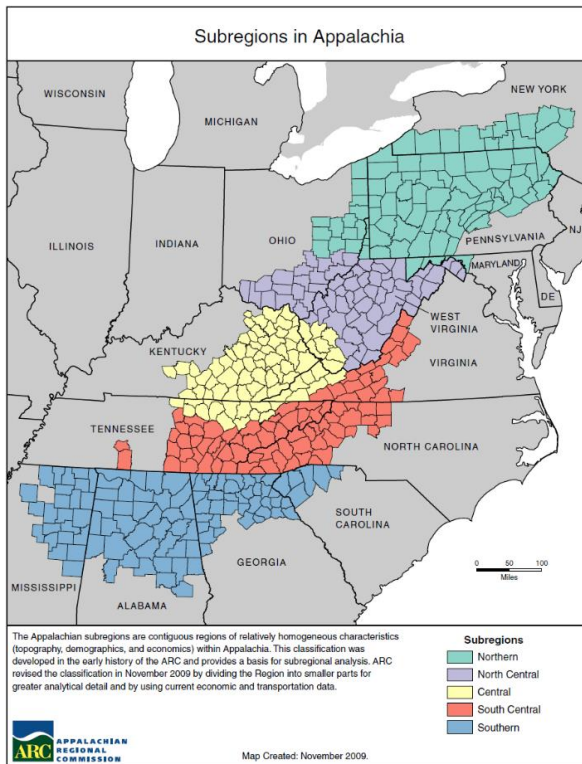 Subregions in Appalachia
WISCONSIN
MICHIGAN
NEW YORK
ILLINOIS
INDIANA
OHIO
PENNSYLVANIA
NJ
MARYLAND
DE
WEST
VIRGINIA
KENTUCKY
VIRGINIA
TENNESSEE
NORTH CAROLINA
SOUTH
CAROLINA
GEORGIA
MISSISSIPPI
ALABAMA
0 50 100
Miles
The Appalachian subregions are contiguous regions of relatively homogeneous characteristics
(topography, demographics, and economics) within Appalachia. This classification was
developed in the early history of the ARC and provides a basis for subregional analysis. ARC
revised the classification in November 2009 by dividing the Region into smaller parts for
greater analytical detail and by using current economic and transportation data.
Subregions
Northern
North Central
Central
South Central
Southern
ARC
APPALACHIAN
REGIONAL
COMMISSION
Map Created: November 2009.